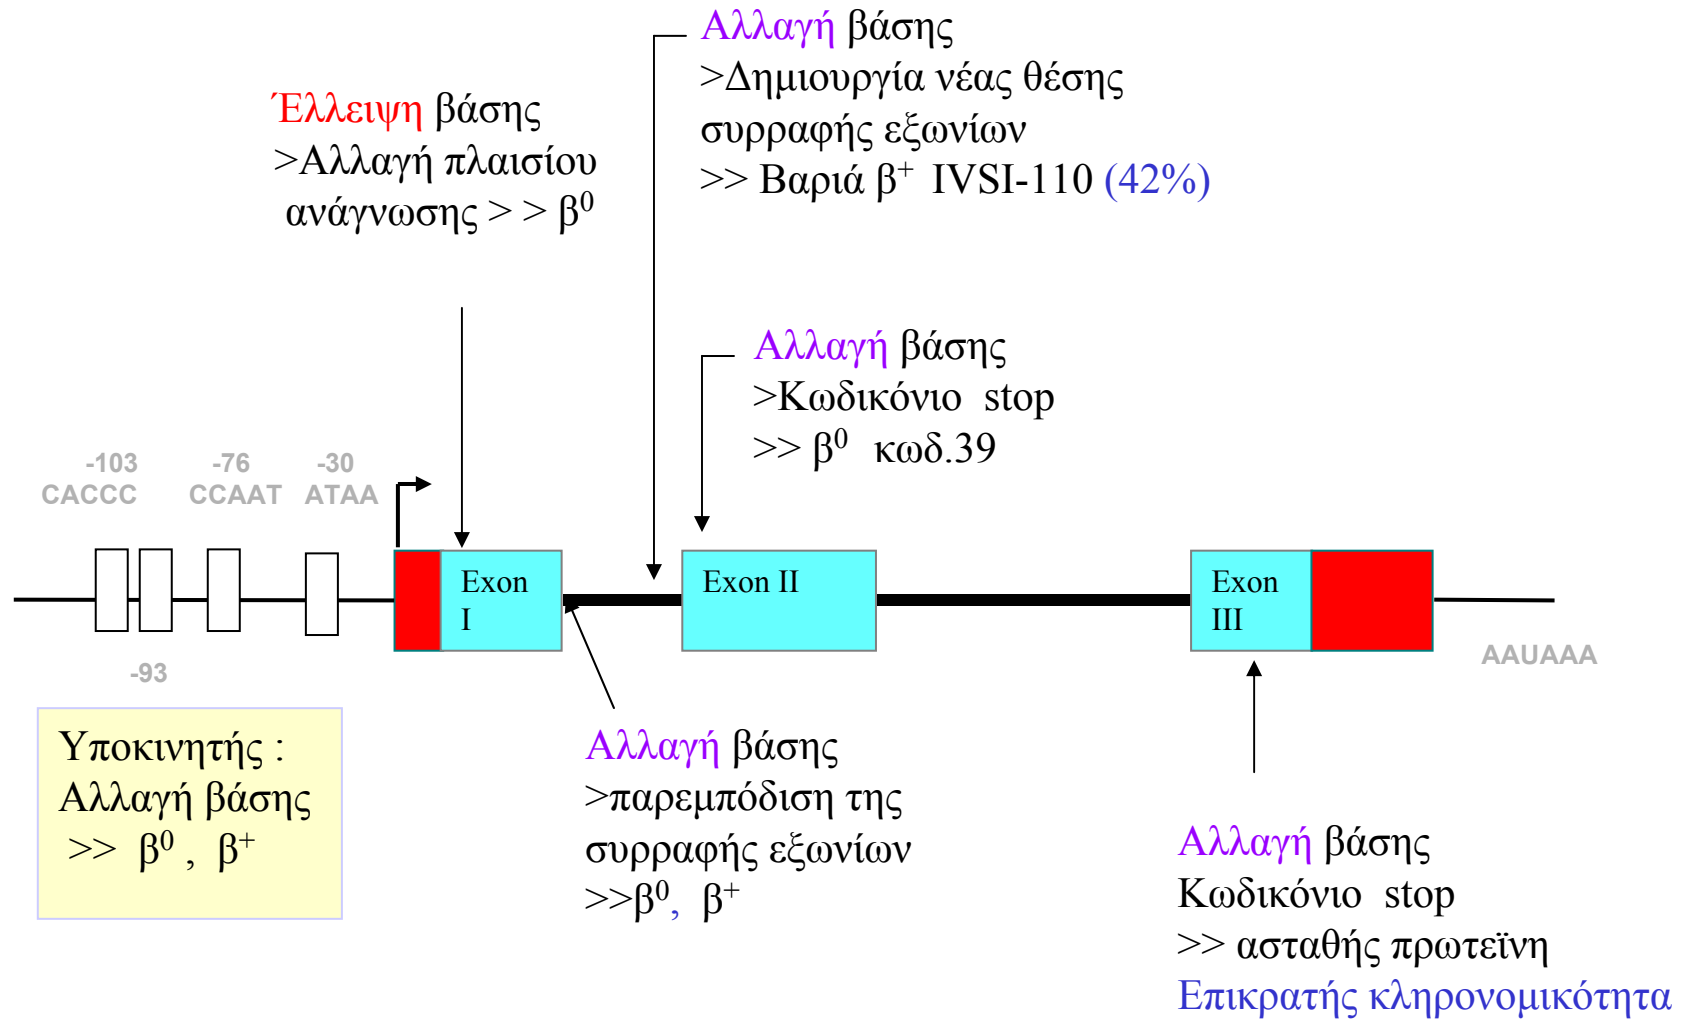 Αλλαγή βάσης
>Δημιουργία νέας θέσης
συρραφής εξωνίων
>> Βαριά β⁺ IVSI-110 (42%)
Έλλειψη βάσης
>Αλλαγή πλαισίου
ανάγνωσης > > β⁰
Αλλαγή βάσης
>Κωδικόνιο stop
>> β⁰ κωδ.39
-103 -76 -30
CACCC CCAAT ATAA
Exon
I
Exon II
Exon
III
-93
AAUAAA
Υποκινητής :
Αλλαγή βάσης
>> β⁰ , β⁺
Αλλαγή βάσης
>παρεμπόδιση της
συρραφής εξωνίων
>>β⁰, β⁺
Αλλαγή βάσης
Κωδικόνιο stop
>> ασταθής πρωτεϊνη
Επικρατής κληρονομικότητα